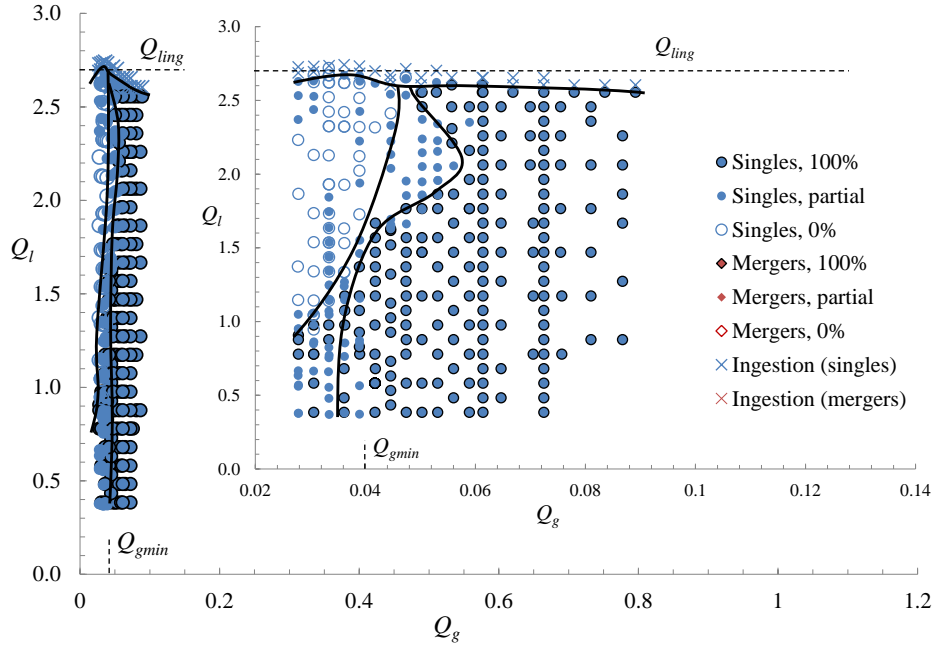 3.0
2.5
2.0
1.5
1.0
0.5
0.0
Q_l
Q_ling
Q_gmin
0
0.2
0.4
0.6
0.8
1
1.2
Q_g
3.0
2.5
2.0
1.5
1.0
0.5
0.0
Q_l
Q_ling
Q_gmin
0.02
0.04
0.06
0.08
0.1
0.12
0.14
Q_g
Singles, 100%
Singles, partial
Singles, 0%
Mergers, 100%
Mergers, partial
Mergers, 0%
Ingestion (singles)
Ingestion (mergers)